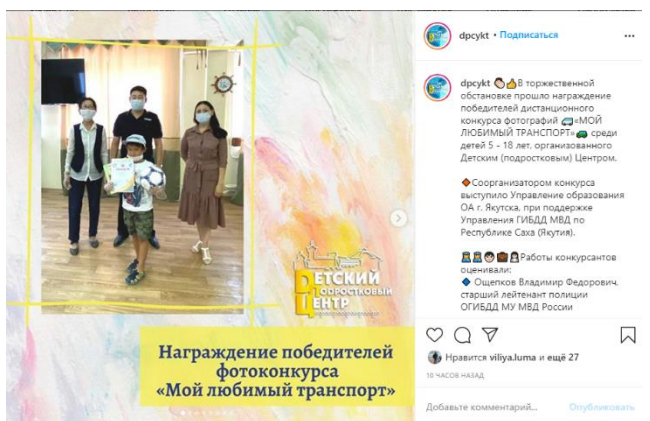 ДЕТСКИЙ
ПОДРОСТКОВЫЙ
ЦЕНТР
Награждение победителей
фотоконкурса
«Мой любимый транспорт»
dpcykt • Подписаться
dpcykt 👌👍В торжественной
обстановке прошло награждение
победителей дистанционного
конкурса фотографий 🚐«МОЙ
ЛЮБИМЫЙ ТРАНСПОРТ»🚙 среди
детей 5 - 18 лет, организованного
Детским (подростковым) Центром.
🔶Соорганизатором конкурса
выступило Управление образования
ОА г. Якутска, при поддержке
Управления ГИБДД МВД по
Республике Саха (Якутия).
Работы конкурсантов
оценивали:
🔷 Ощепков Владимир Федорович,
старший лейтенант полиции
ОГИБДД МУ МВД России
Нравится viliya.luma и ещё 27
10 ЧАСОВ НАЗАД
Добавьте комментарий...
Опубликовать